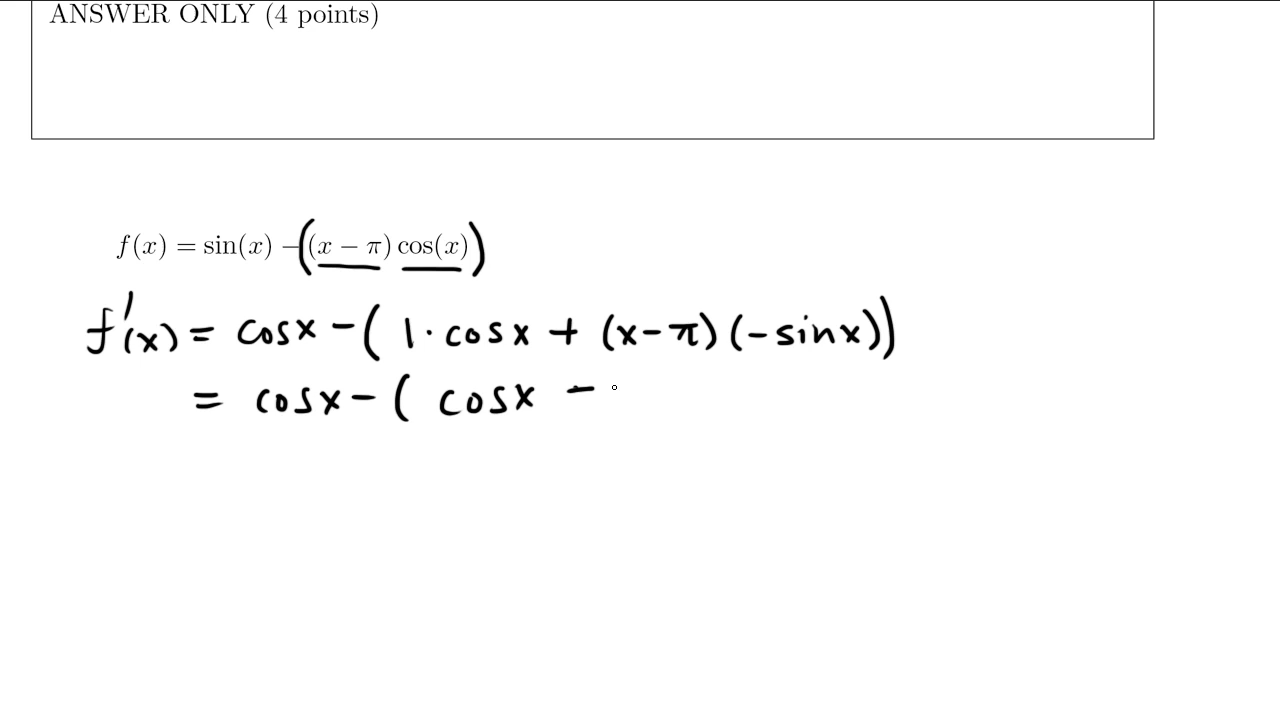 ANSWER ONLY (4 points)
f(x) = sin(x) − ((x − π) cos(x))
f'(x) = cosx − ( 1 · cosx + (x−π)(−sinx))
= cosx − ( cosx −